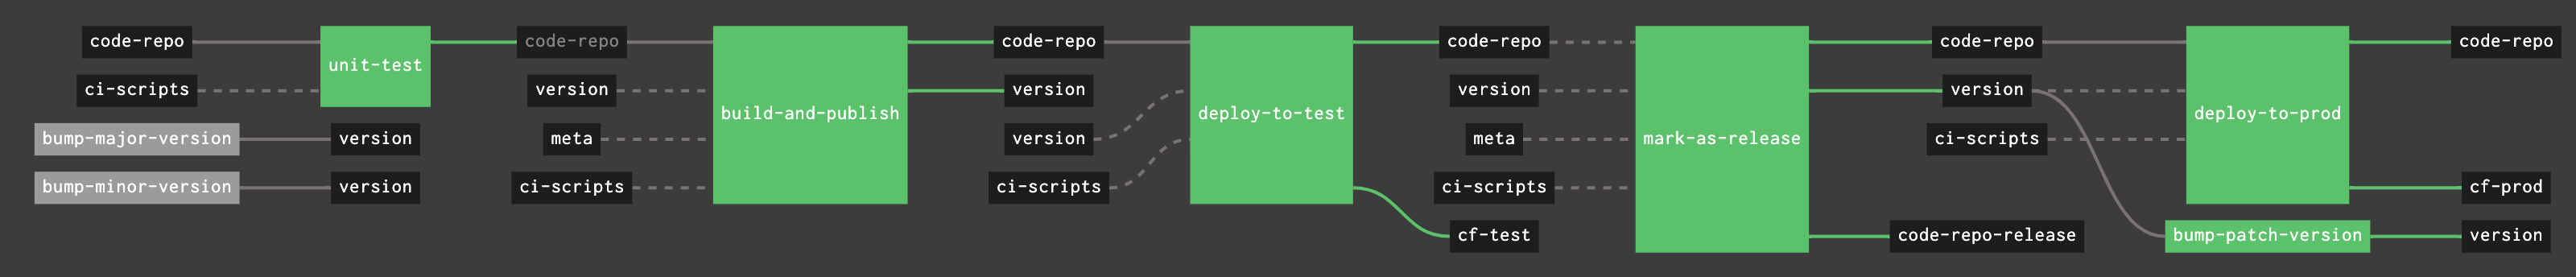 code-repo
ci-scripts
bump-major-version
bump-minor-version
unit-test
version
version
code-repo
version
meta
ci-scripts
build-and-publish
code-repo
version
version
ci-scripts
deploy-to-test
code-repo
version
meta
ci-scripts
cf-test
mark-as-release
code-repo
version
ci-scripts
code-repo-release
deploy-to-prod
bump-patch-version
code-repo
cf-prod
version